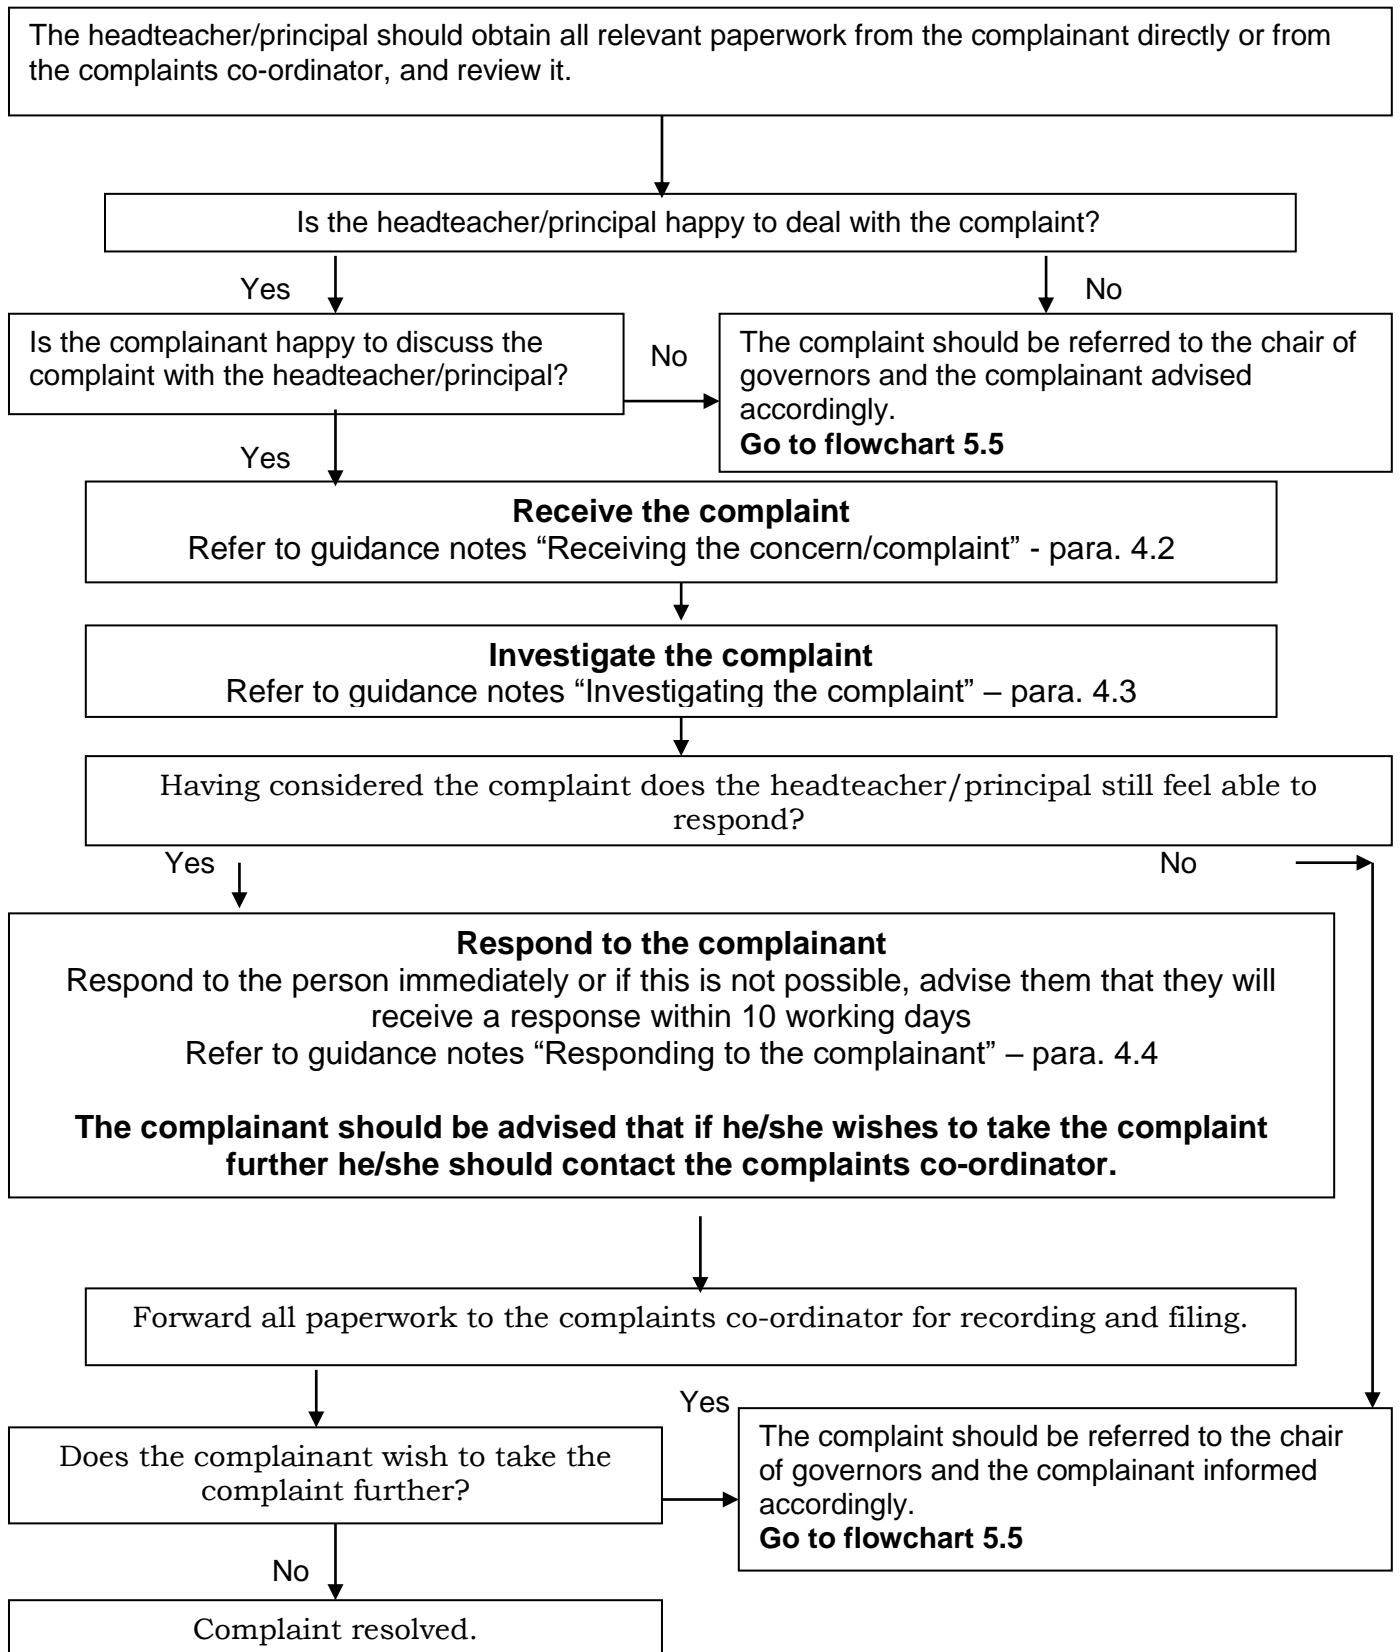 The headteacher/principal should obtain all relevant paperwork from the complainant directly or from
the complaints co-ordinator, and review it.
Is the headteacher/principal happy to deal with the complaint?
Yes
No
Is the complainant happy to discuss the
complaint with the headteacher/principal?
No
The complaint should be referred to the chair of
governors and the complainant advised
accordingly.
Go to flowchart 5.5
Yes
Receive the complaint
Refer to guidance notes “Receiving the concern/complaint” - para. 4.2
Investigate the complaint
Refer to guidance notes “Investigating the complaint” – para. 4.3
Having considered the complaint does the headteacher/principal still feel able to
respond?
Yes
No
Respond to the complainant
Respond to the person immediately or if this is not possible, advise them that they will
receive a response within 10 working days
Refer to guidance notes “Responding to the complainant” – para. 4.4
The complainant should be advised that if he/she wishes to take the complaint
further he/she should contact the complaints co-ordinator.
Forward all paperwork to the complaints co-ordinator for recording and filing.
Does the complainant wish to take the
complaint further?
Yes
The complaint should be referred to the chair
of governors and the complainant informed
accordingly.
Go to flowchart 5.5
No
Complaint resolved.